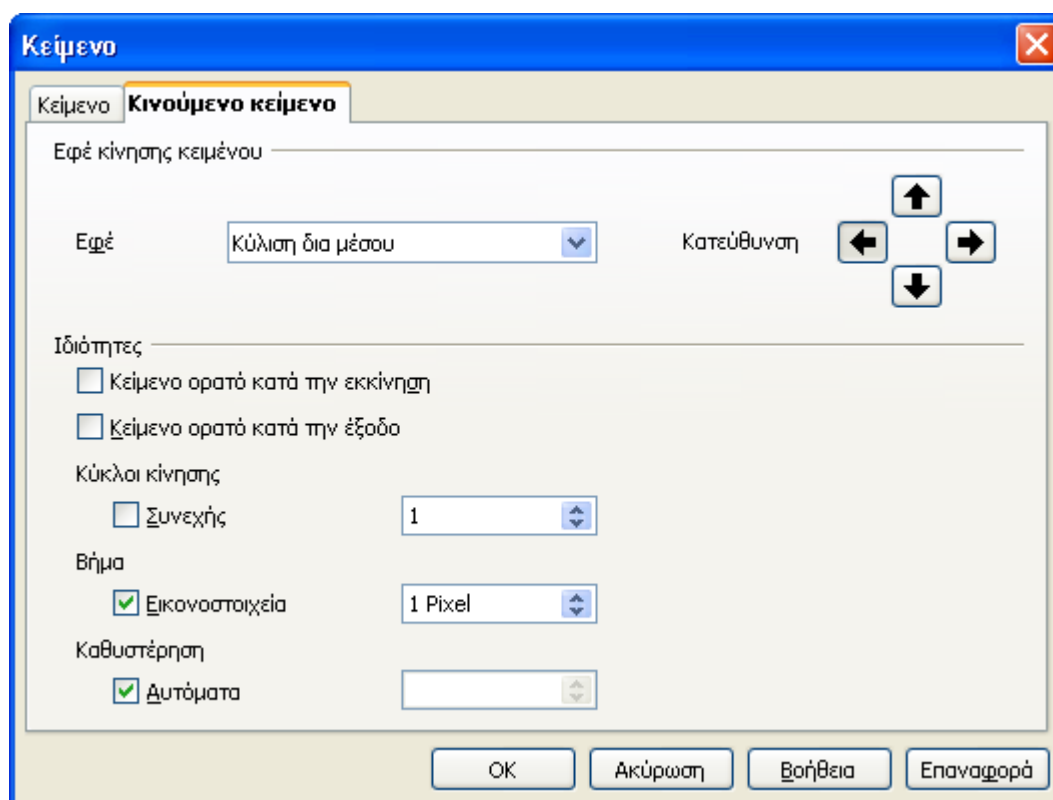 Κείμενο
Κείμενο Κινούμενο κείμενο
Εφέ κίνησης κειμένου
Εφέ Κύλιση δια μέσου Κατεύθυνση
Ιδιότητες
Κείμενο ορατό κατά την εκκίνηση
Κείμενο ορατό κατά την έξοδο
Κύκλοι κίνησης
Συνεχής 1
Βήμα
Εικονοστοιχεία 1 Pixel
Καθυστέρηση
Αυτόματα
OK Ακύρωση Βοήθεια Επαναφορά